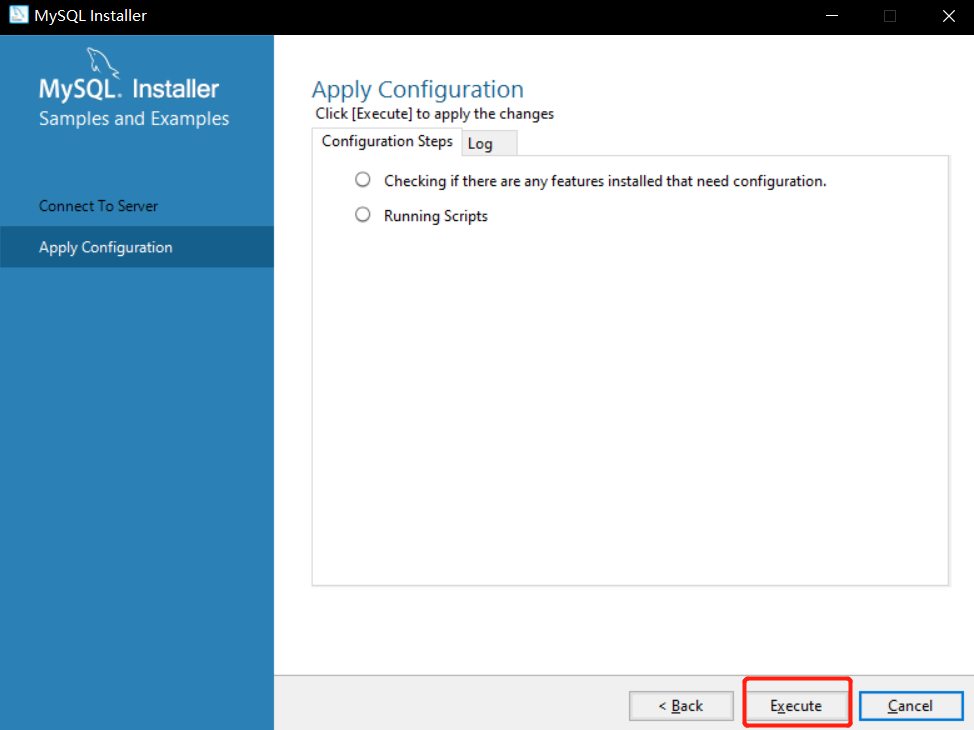 MySQL Installer
MySQL. Installer
Samples and Examples
Connect To Server
Apply Configuration
Apply Configuration
Click [Execute] to apply the changes
Configuration Steps
Log
Checking if there are any features installed that need configuration.
Running Scripts
< Back
Execute
Cancel